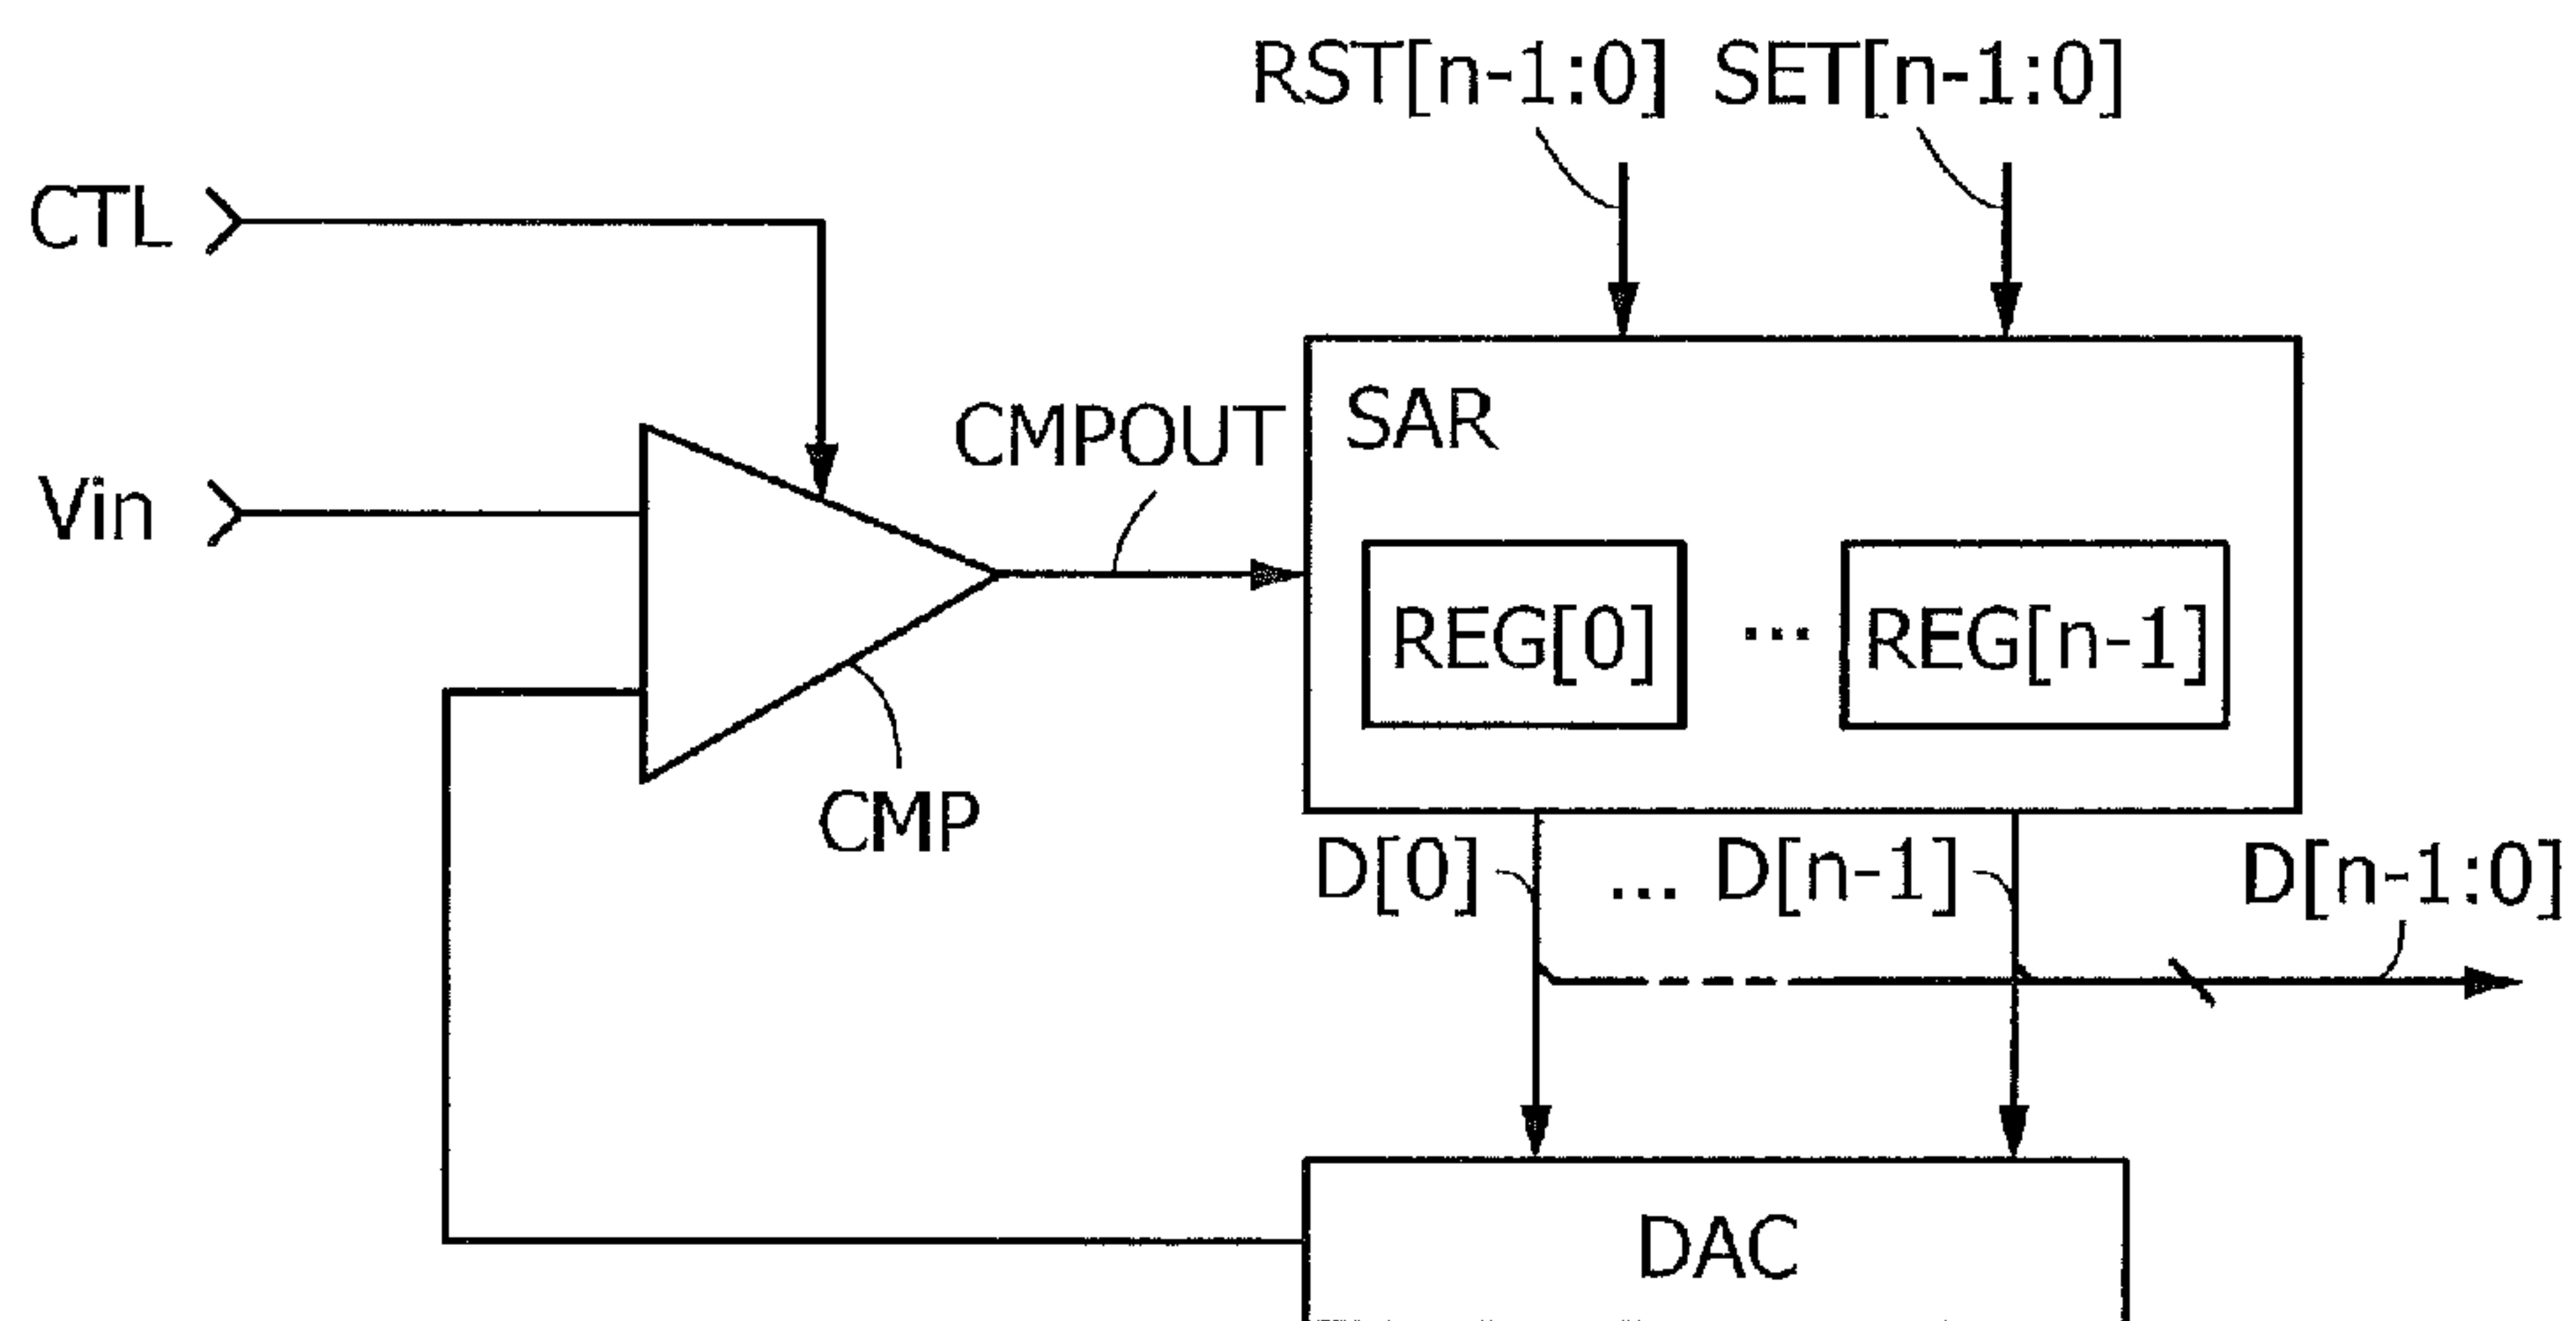 RST[n-1:0] SET[n-1:0]
CTL
CMPOUT
SAR
Vin
REG[0] ... REG[n-1]
CMP
D[0] ... D[n-1] D[n-1:0]
DAC